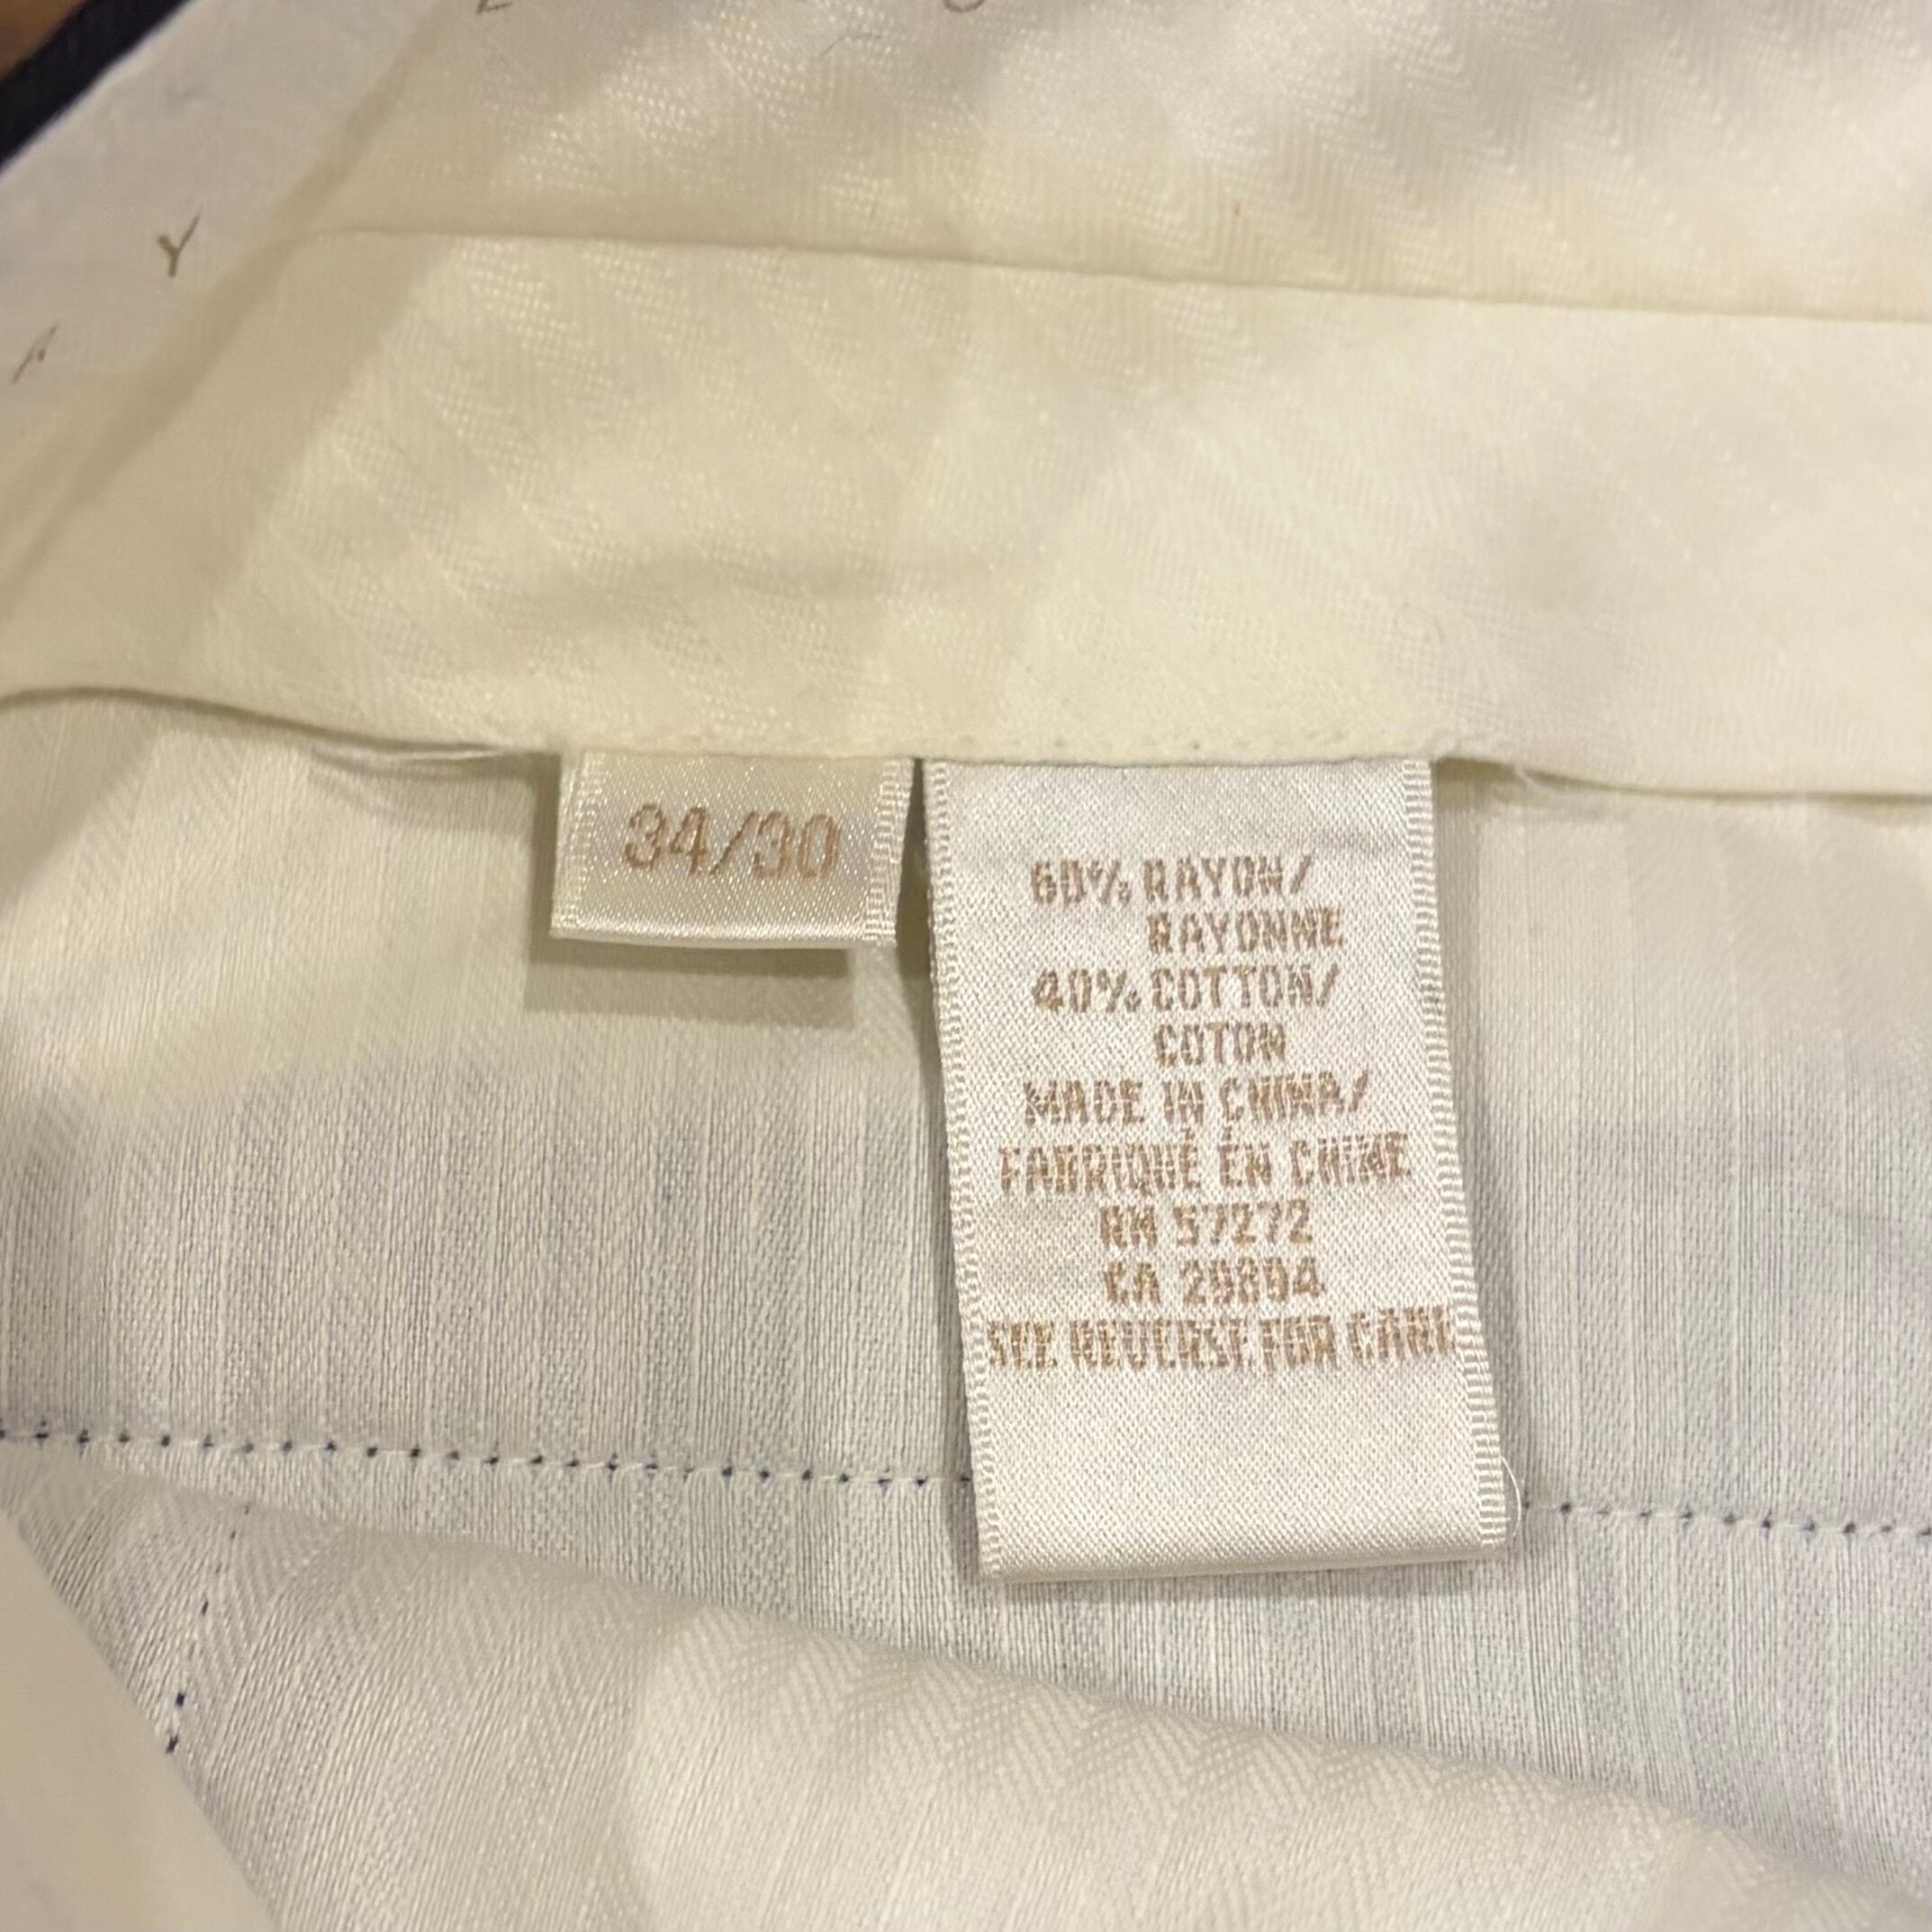 34/30
60% RAYON/
RAYONNE
40% COTTON/
COTON
MADE IN CHINA/
FABRIQUÉ EN CHINE
RN 57272
CA 29894
SEE REVERSE FOR CARE